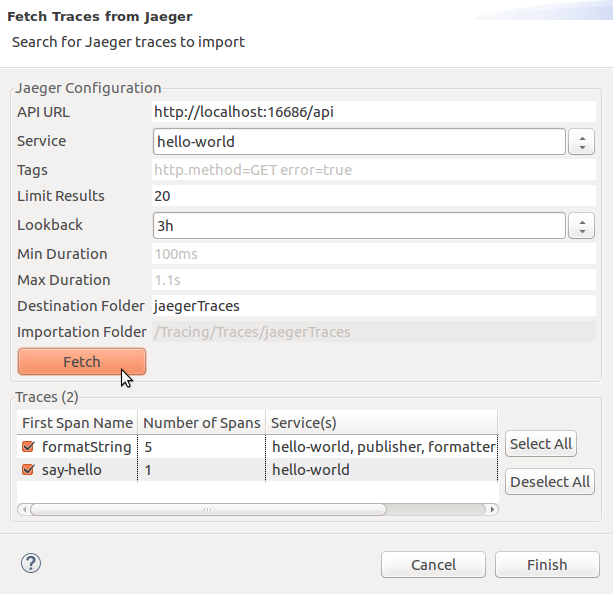 Fetch Traces from Jaeger
Search for Jaeger traces to import
Jaeger Configuration
API URL http://localhost:16686/api
Service hello-world
Tags http.method=GET error=true
Limit Results 20
Lookback 3h
Min Duration 100ms
Max Duration 1.1s
Destination Folder jaegerTraces
Importation Folder /Tracing/Traces/jaegerTraces
Fetch
Traces (2)
First Span Name Number of Spans Service(s)
formatString 5 hello-world, publisher, formatter
say-hello 1 hello-world
Select All
Deselect All
?
Cancel Finish